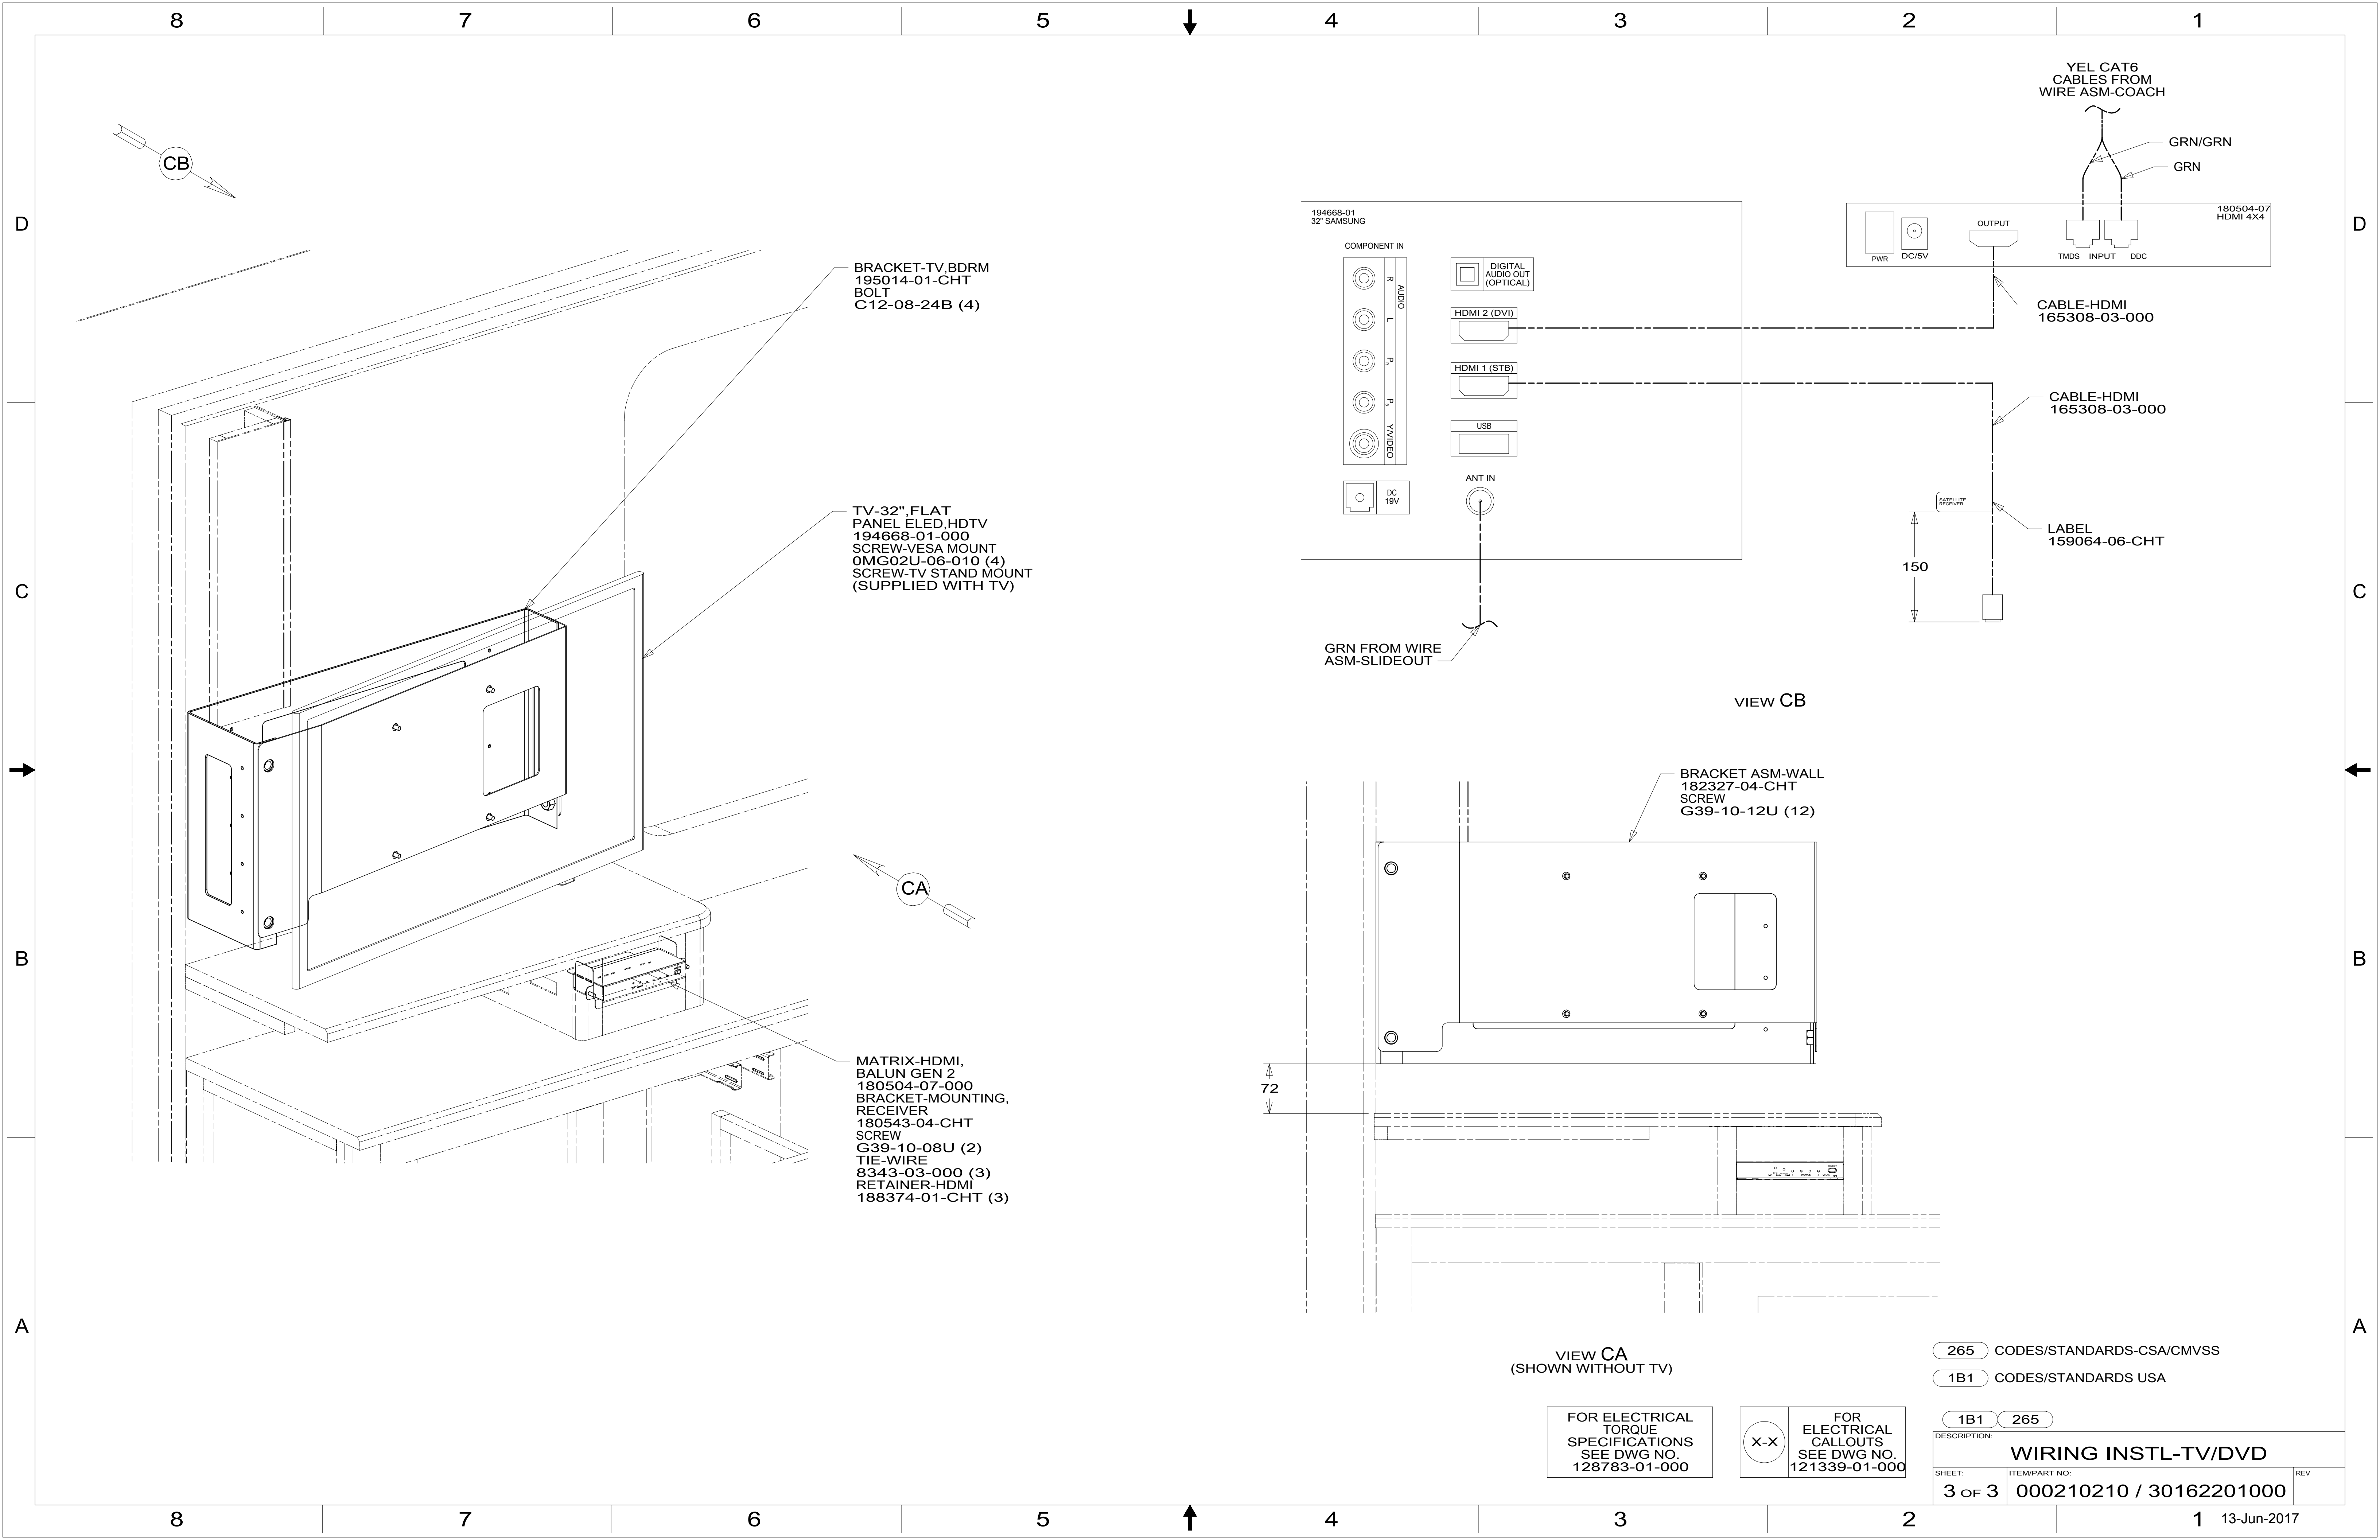 8 7 6 5 4 3 2 1
D
C
B
A
CB
BRACKET-TV,BDRM
195014-01-CHT
BOLT
C12-08-24B (4)
TV-32",FLAT
PANEL ELED,HDTV
194668-01-000
SCREW-VESA MOUNT
0MG02U-06-010 (4)
SCREW-TV STAND MOUNT
(SUPPLIED WITH TV)
CA
MATRIX-HDMI,
BALUN GEN 2
180504-07-000
BRACKET-MOUNTING,
RECEIVER
180543-04-CHT
SCREW
G39-10-08U (2)
TIE-WIRE
8343-03-000 (3)
RETAINER-HDMI
188374-01-CHT (3)
194668-01
32" SAMSUNG
COMPONENT IN
R
L
AUDIO
P
P
Y/VIDEO
DC
19V
DIGITAL
AUDIO OUT
(OPTICAL)
HDMI 2 (DVI)
HDMI 1 (STB)
USB
ANT IN
GRN FROM WIRE
ASM-SLIDEOUT
YEL CAT6
CABLES FROM
WIRE ASM-COACH
GRN/GRN
GRN
180504-07
HDMI 4X4
PWR
DC/5V
OUTPUT
TMDS INPUT DDC
CABLE-HDMI
165308-03-000
CABLE-HDMI
165308-03-000
SATELLITE
RECEIVER
LABEL
159064-06-CHT
150
VIEW CB
BRACKET ASM-WALL
182327-04-CHT
SCREW
G39-10-12U (12)
72
VIEW CA
(SHOWN WITHOUT TV)
265 CODES/STANDARDS-CSA/CMVSS
1B1 CODES/STANDARDS USA
1B1 265
FOR ELECTRICAL
TORQUE
SPECIFICATIONS
SEE DWG NO.
128783-01-000
X-X
FOR
ELECTRICAL
CALLOUTS
SEE DWG NO.
121339-01-000
DESCRIPTION:
WIRING INSTL-TV/DVD
SHEET:
3 OF 3
ITEM/PART NO:
000210210 / 30162201000
REV
D
C
B
A
8 7 6 5 4 3 2 1
13-Jun-2017